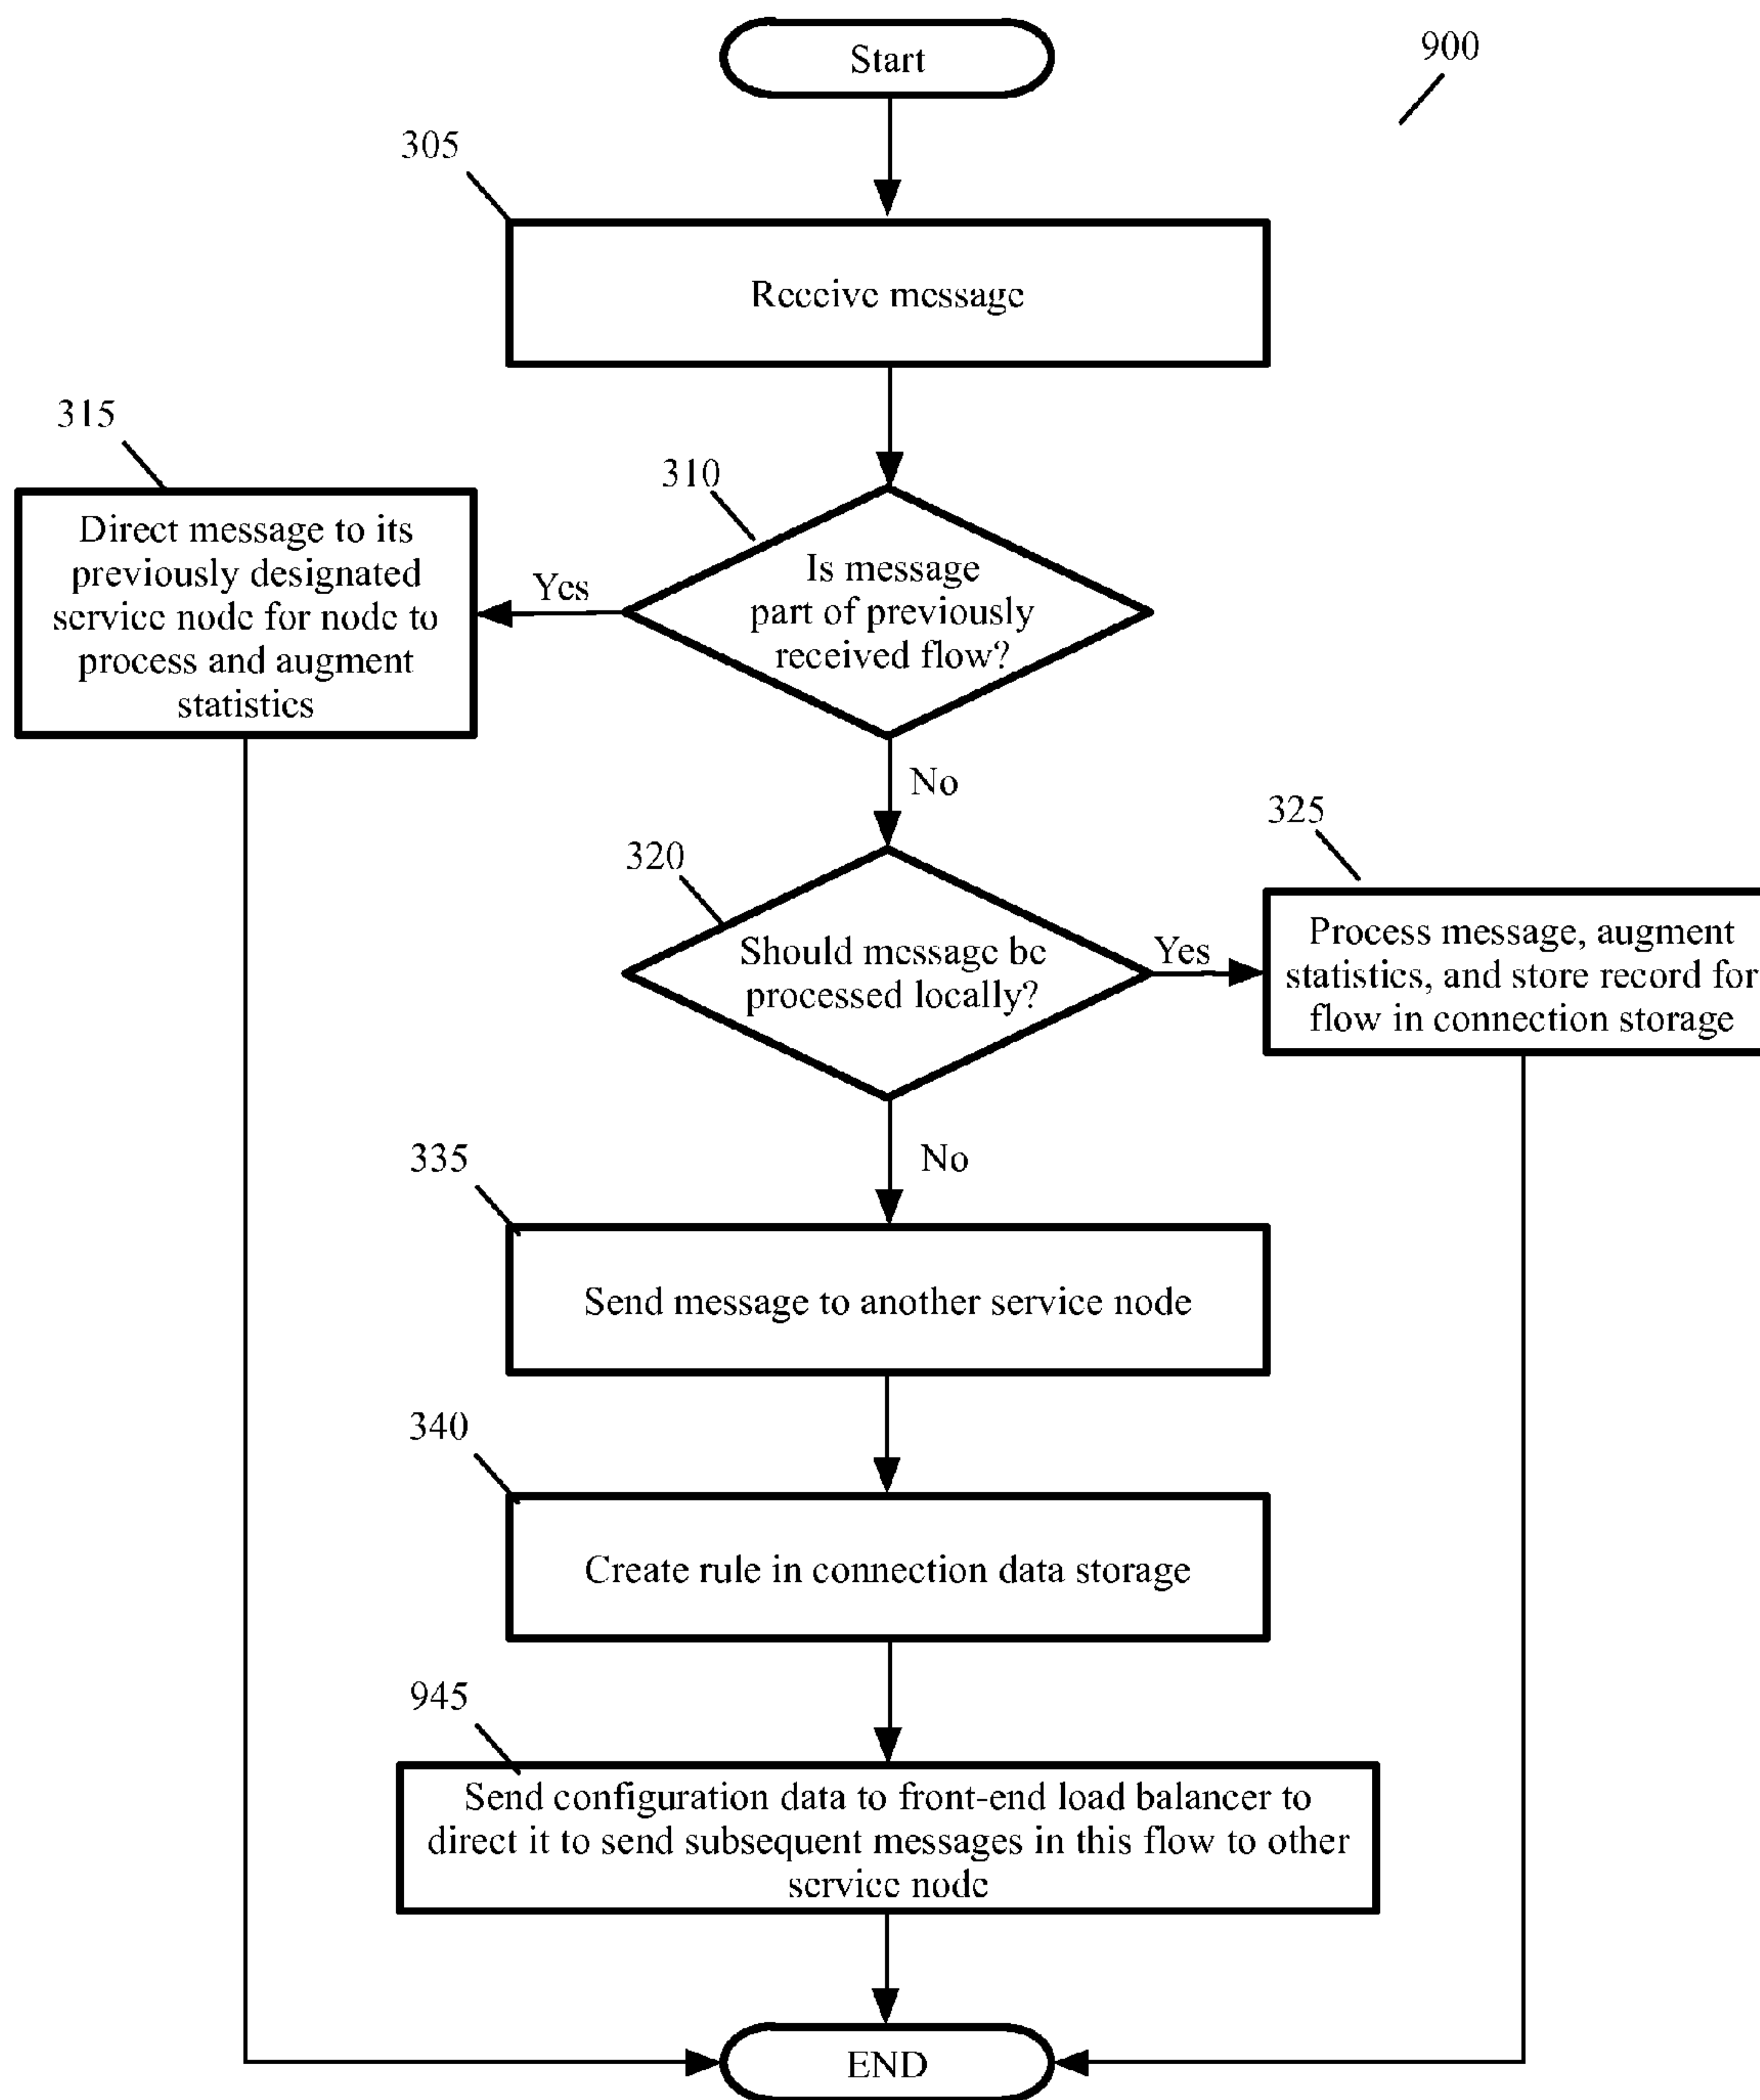 Start
900
305
Receive message
315
310
Direct message to its
previously designated
service node for node to
process and augment
statistics
Yes
Is message
part of previously
received flow?
No
325
320
Should message be
processed locally?
Yes
Process message, augment
statistics, and store record for
flow in connection storage
335
No
Send message to another service node
340
Create rule in connection data storage
945
Send configuration data to front-end load balancer to
direct it to send subsequent messages in this flow to other
service node
END